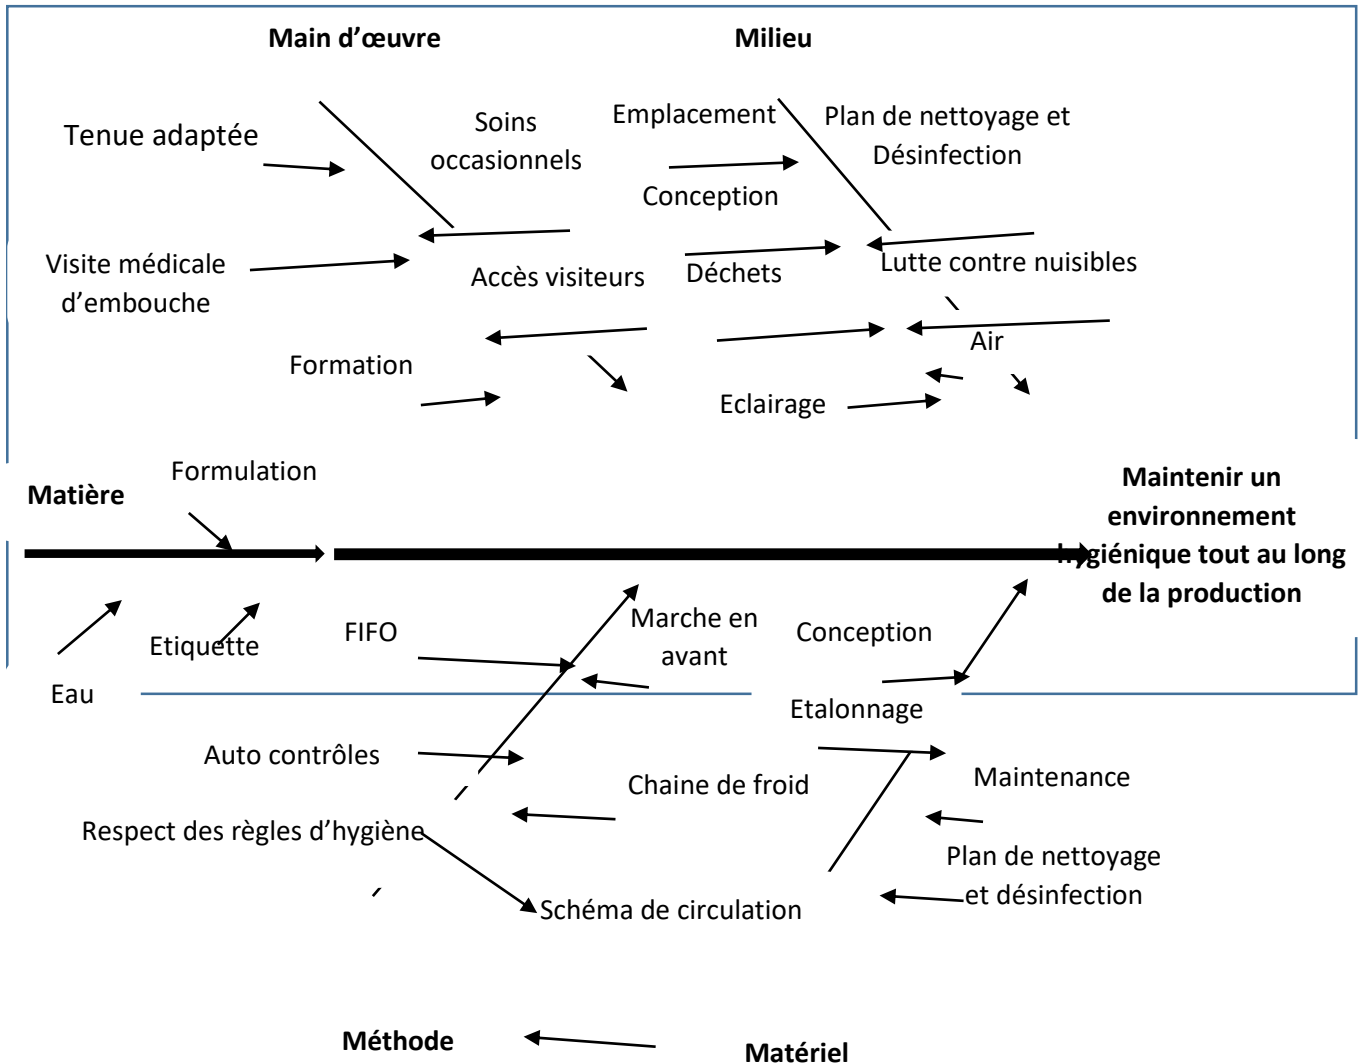 Main d’œuvre
Milieu
Tenue adaptée
Soins
occasionnels
Emplacement
Plan de nettoyage et
Désinfection
Conception
Visite médicale
d’embouche
Accès visiteurs
Déchets
Lutte contre nuisibles
Formation
Air
Eclairage
Matière
Formulation
Maintenir un
environnement
hygiénique tout au long
de la production
Eau
Etiquette
FIFO
Marche en
avant
Conception
Etalonnage
Auto contrôles
Chaine de froid
Maintenance
Respect des règles d’hygiène
Plan de nettoyage
et désinfection
Schéma de circulation
Méthode
Matériel